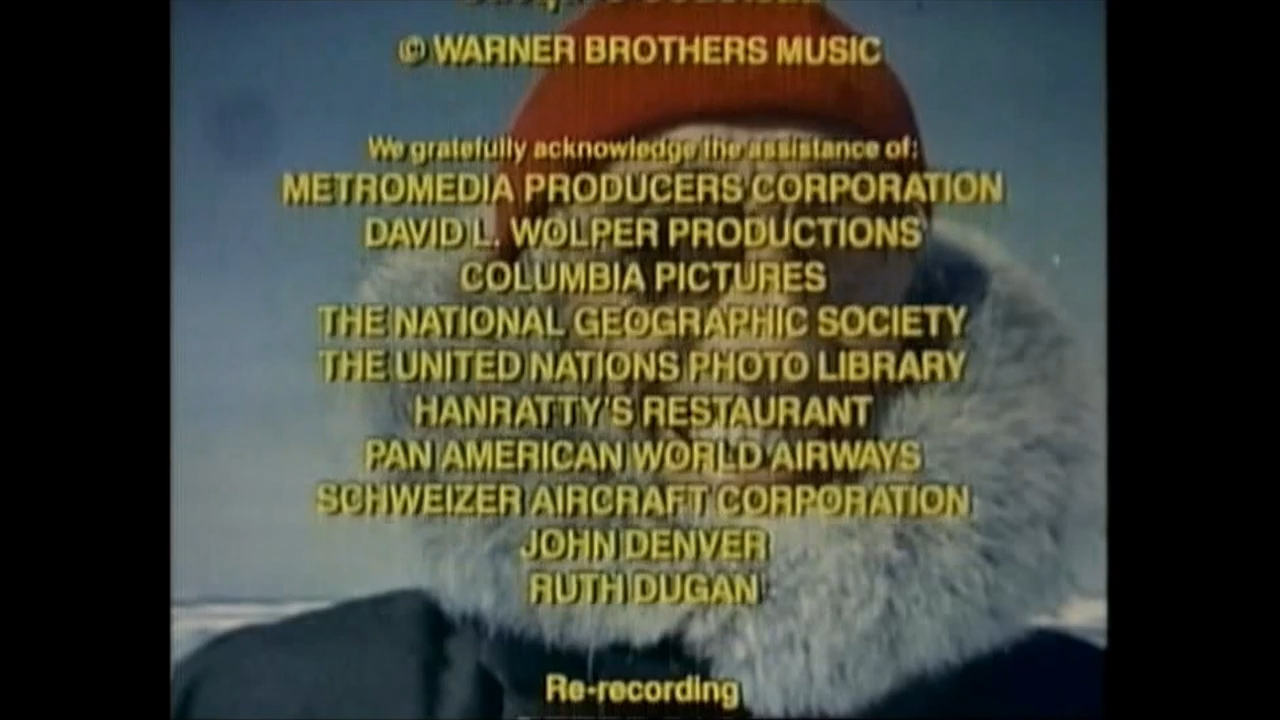 © WARNER BROTHERS MUSIC
We gratefully acknowledge the assistance of:
METROMEDIA PRODUCERS CORPORATION
DAVID L. WOLPER PRODUCTIONS
COLUMBIA PICTURES
THE NATIONAL GEOGRAPHIC SOCIETY
THE UNITED NATIONS PHOTO LIBRARY
HANRATTY'S RESTAURANT
PAN AMERICAN WORLD AIRWAYS
SCHWEIZER AIRCRAFT CORPORATION
JOHN DENVER
RUTH DUGAN
Re-recording